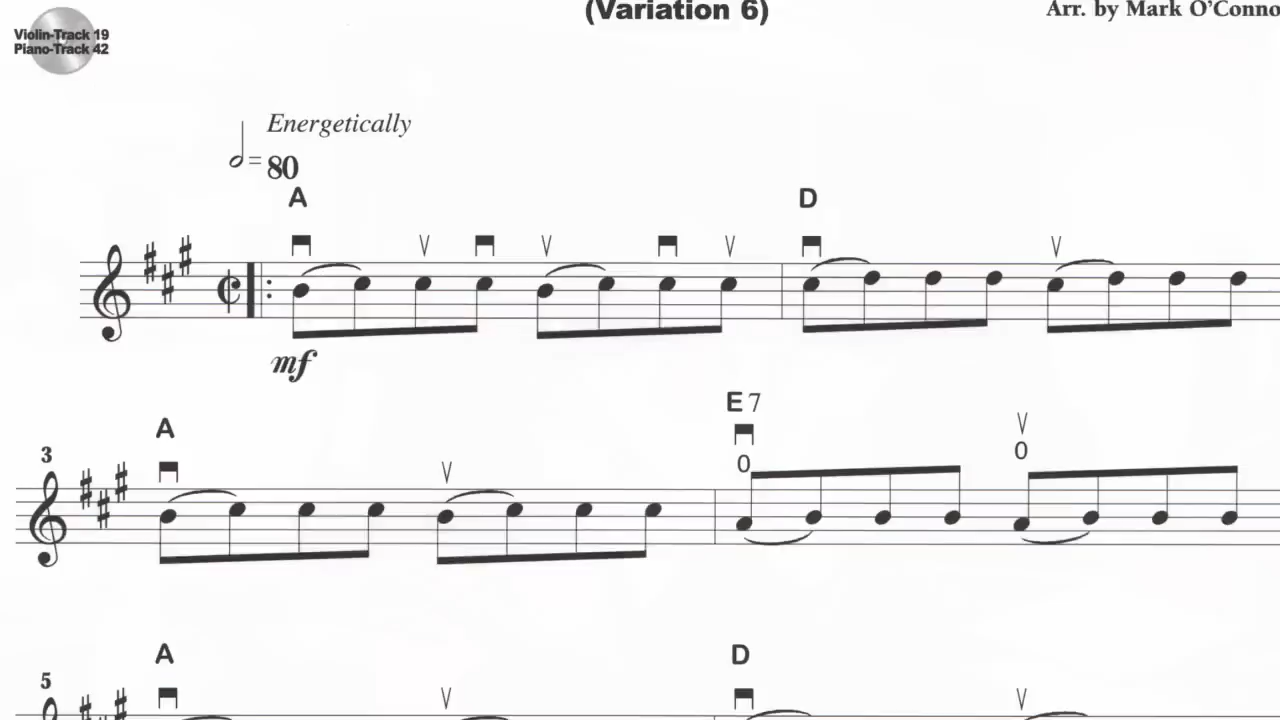 (Variation 6)
Arr. by Mark O'Conno
Violin-Track 19
Piano-Track 42
Energetically
= 80
A D
mf
E7
A
3
0 0
A D
5